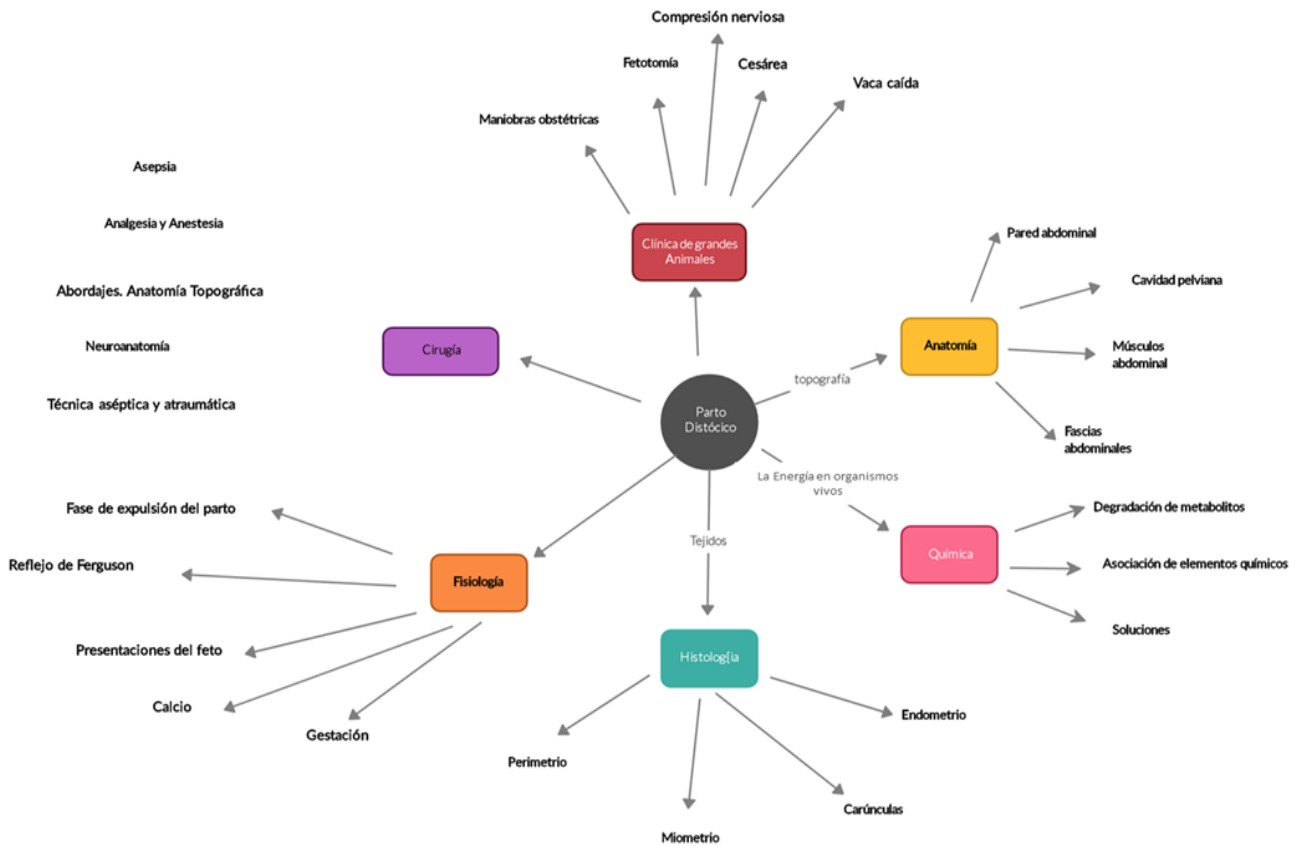 Compresión nerviosa
Fetotomía
Cesárea
Vaca caída
Maniobras obstétricas
Asepsia
Analgesia y Anestesia
Abordajes. Anatomía Topográfica
Neuroanatomía
Técnica aséptica y atraumática
Clínica de grandes
Animales
Cirugía
Pared abdominal
Cavidad pelviana
Anatomía
Músculos
abdominal
Fascias
abdominales
topografía
Parto
Distócico
La Energía en organismos
vivos
Degradación de metabolitos
Química
Asociación de elementos químicos
Soluciones
Tejidos
Fase de expulsión del parto
Reflejo de Ferguson
Fisiología
Presentaciones del feto
Calcio
Gestación
Histolog[ia
Endometrio
Perimetrio
Carúnculas
Miometrio